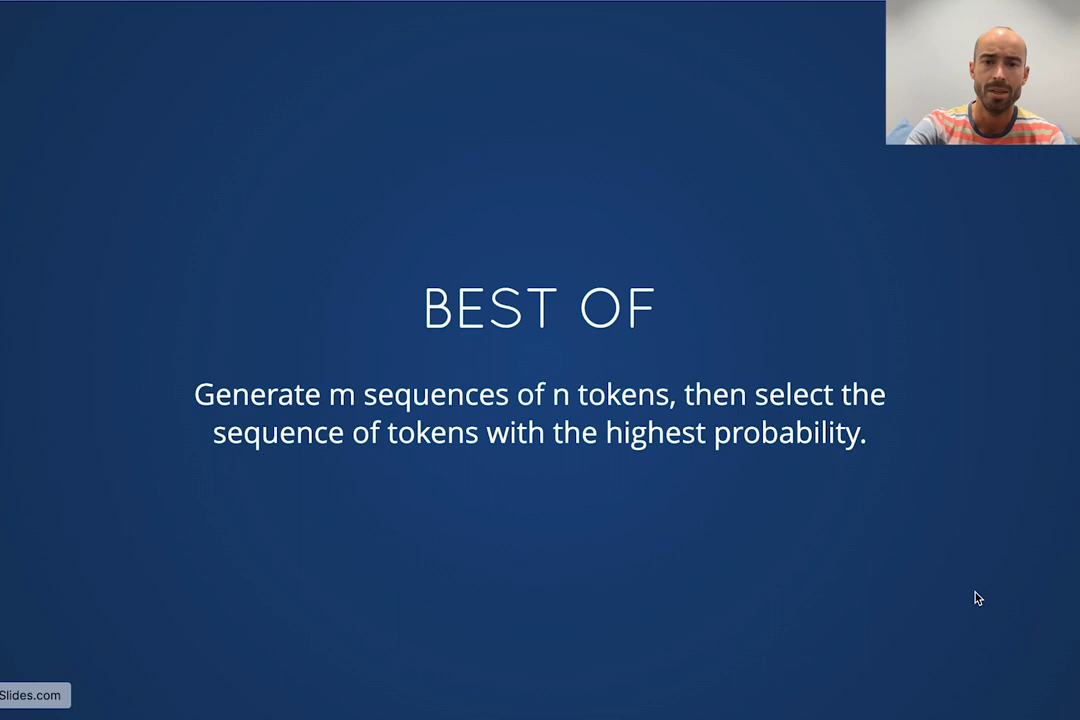 BEST OF
Generate m sequences of n tokens, then select the
sequence of tokens with the highest probability.
Slides.com